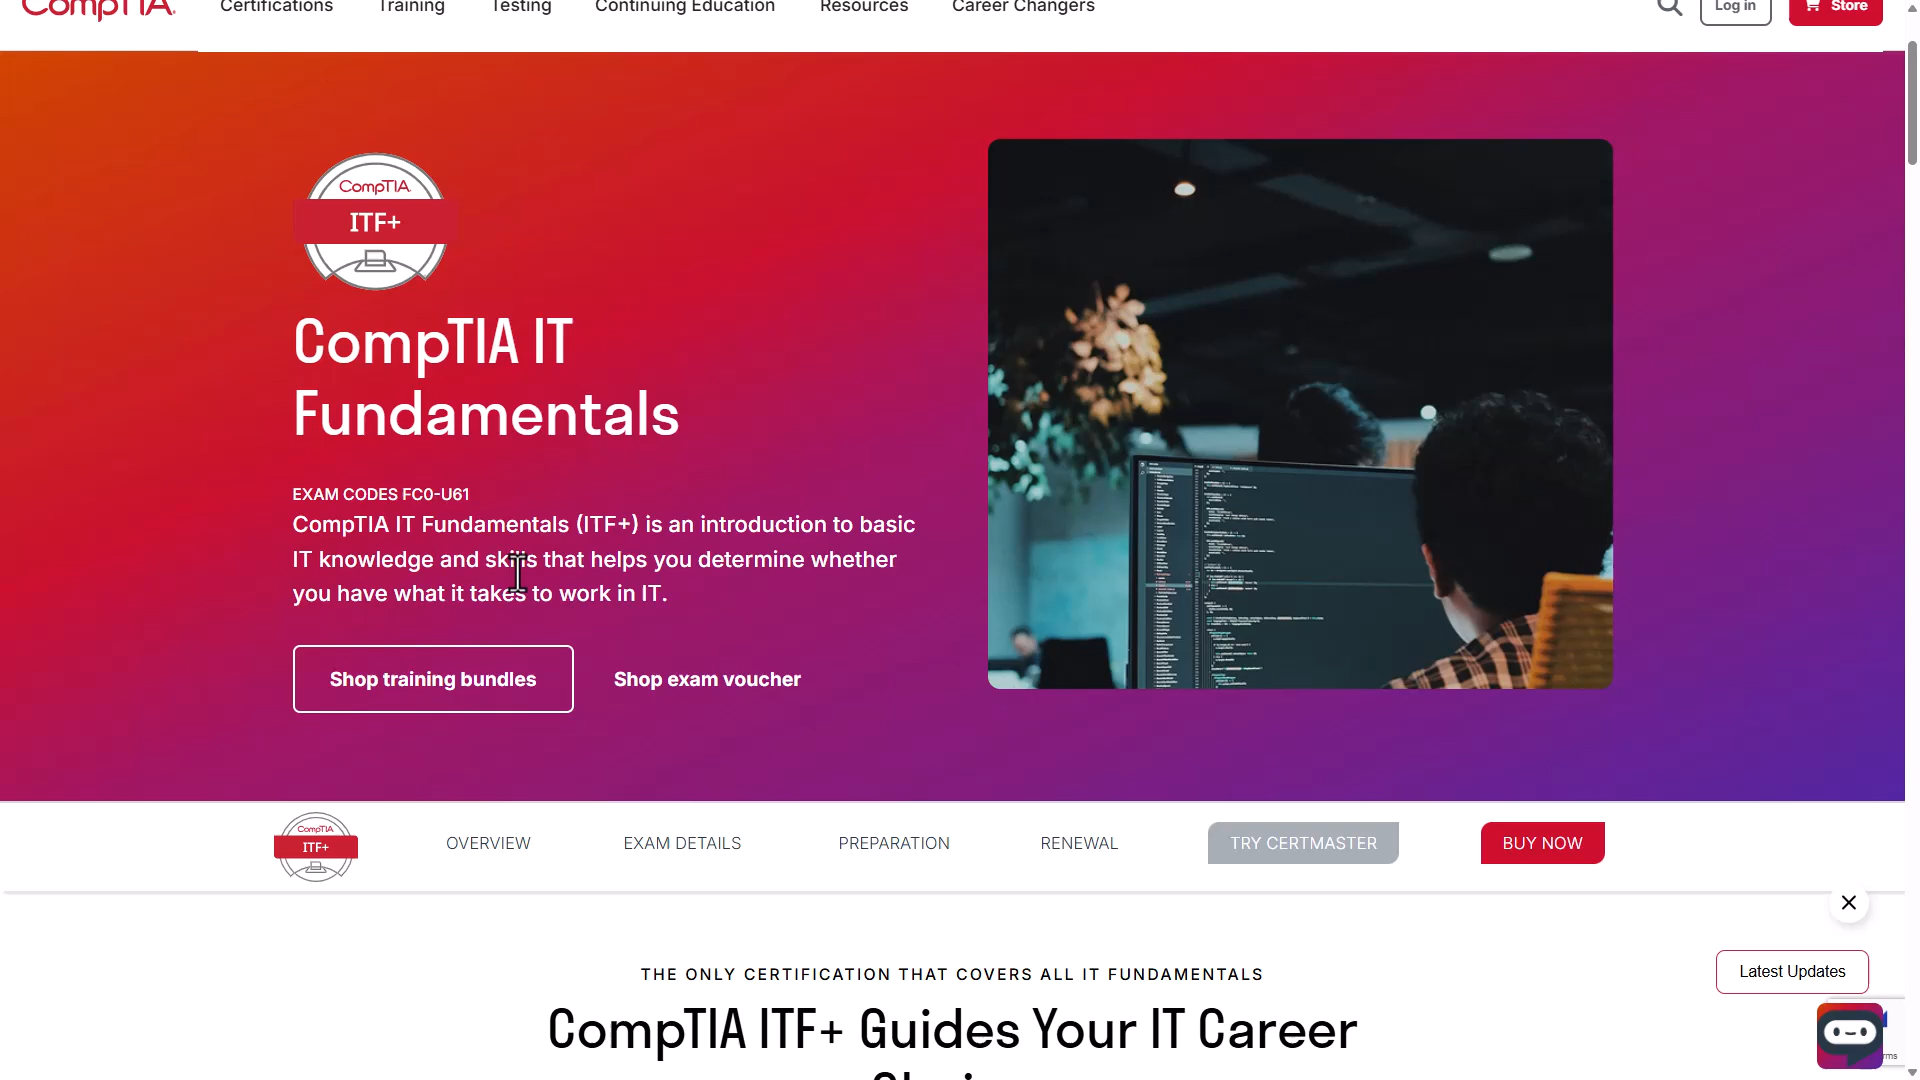 CompTIA.
Certifications
Training
Testing
Continuing Education
Resources
Career Changers
Log in
Store
CompTIA
ITF+
CompTIA IT
Fundamentals
EXAM CODES FC0-U61
CompTIA IT Fundamentals (ITF+) is an introduction to basic
IT knowledge and skills that helps you determine whether
you have what it takes to work in IT.
Shop training bundles
Shop exam voucher
CompTIA
ITF+
OVERVIEW
EXAM DETAILS
PREPARATION
RENEWAL
TRY CERTMASTER
BUY NOW
THE ONLY CERTIFICATION THAT COVERS ALL IT FUNDAMENTALS
Latest Updates
CompTIA ITF+ Guides Your IT Career